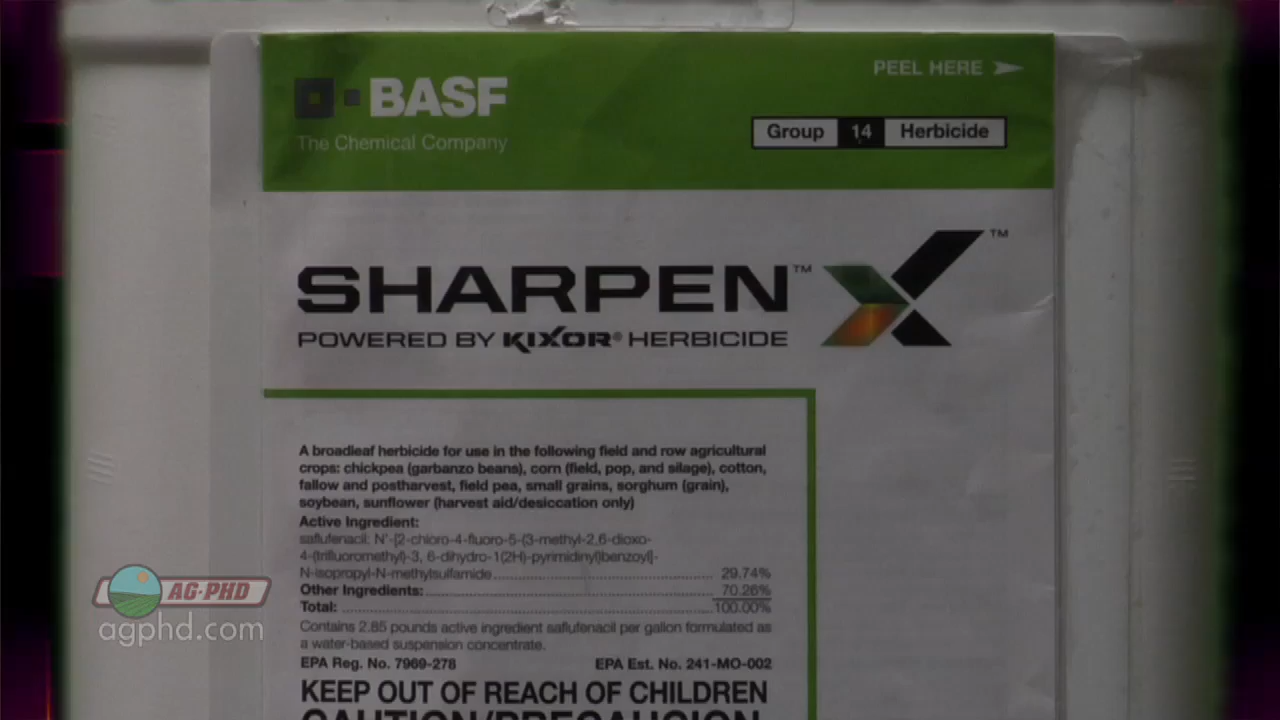 BASF
The Chemical Company
PEEL HERE
Group 14 Herbicide
SHARPEN™ X™
POWERED BY KIXOR® HERBICIDE
A broadleaf herbicide for use in the following field and row agricultural
crops: chickpea (garbanzo beans), corn (field, pop, and silage), cotton,
fallow and postharvest, field pea, small grains, sorghum (grain),
soybean, sunflower (harvest aid/desiccation only)
Active Ingredient:
saflufenacil: N'-[2-chloro-4-fluoro-5-(3-methyl-2,6-dioxo-
4-(trifluoromethyl)-3, 6-dihydro-1(2H)-pyrimidinyl)benzoyl]-
N-isopropyl-N-methylsulfamide 29.74%
Other Ingredients: 70.26%
Total: 100.00%
Contains 2.85 pounds active ingredient saflufenacil per gallon formulated as
a water-based suspension concentrate.
EPA Reg. No. 7969-278 EPA Est. No. 241-MO-002
KEEP OUT OF REACH OF CHILDREN
CAUTION/PRECAUCION
AG·PHD
agphd.com